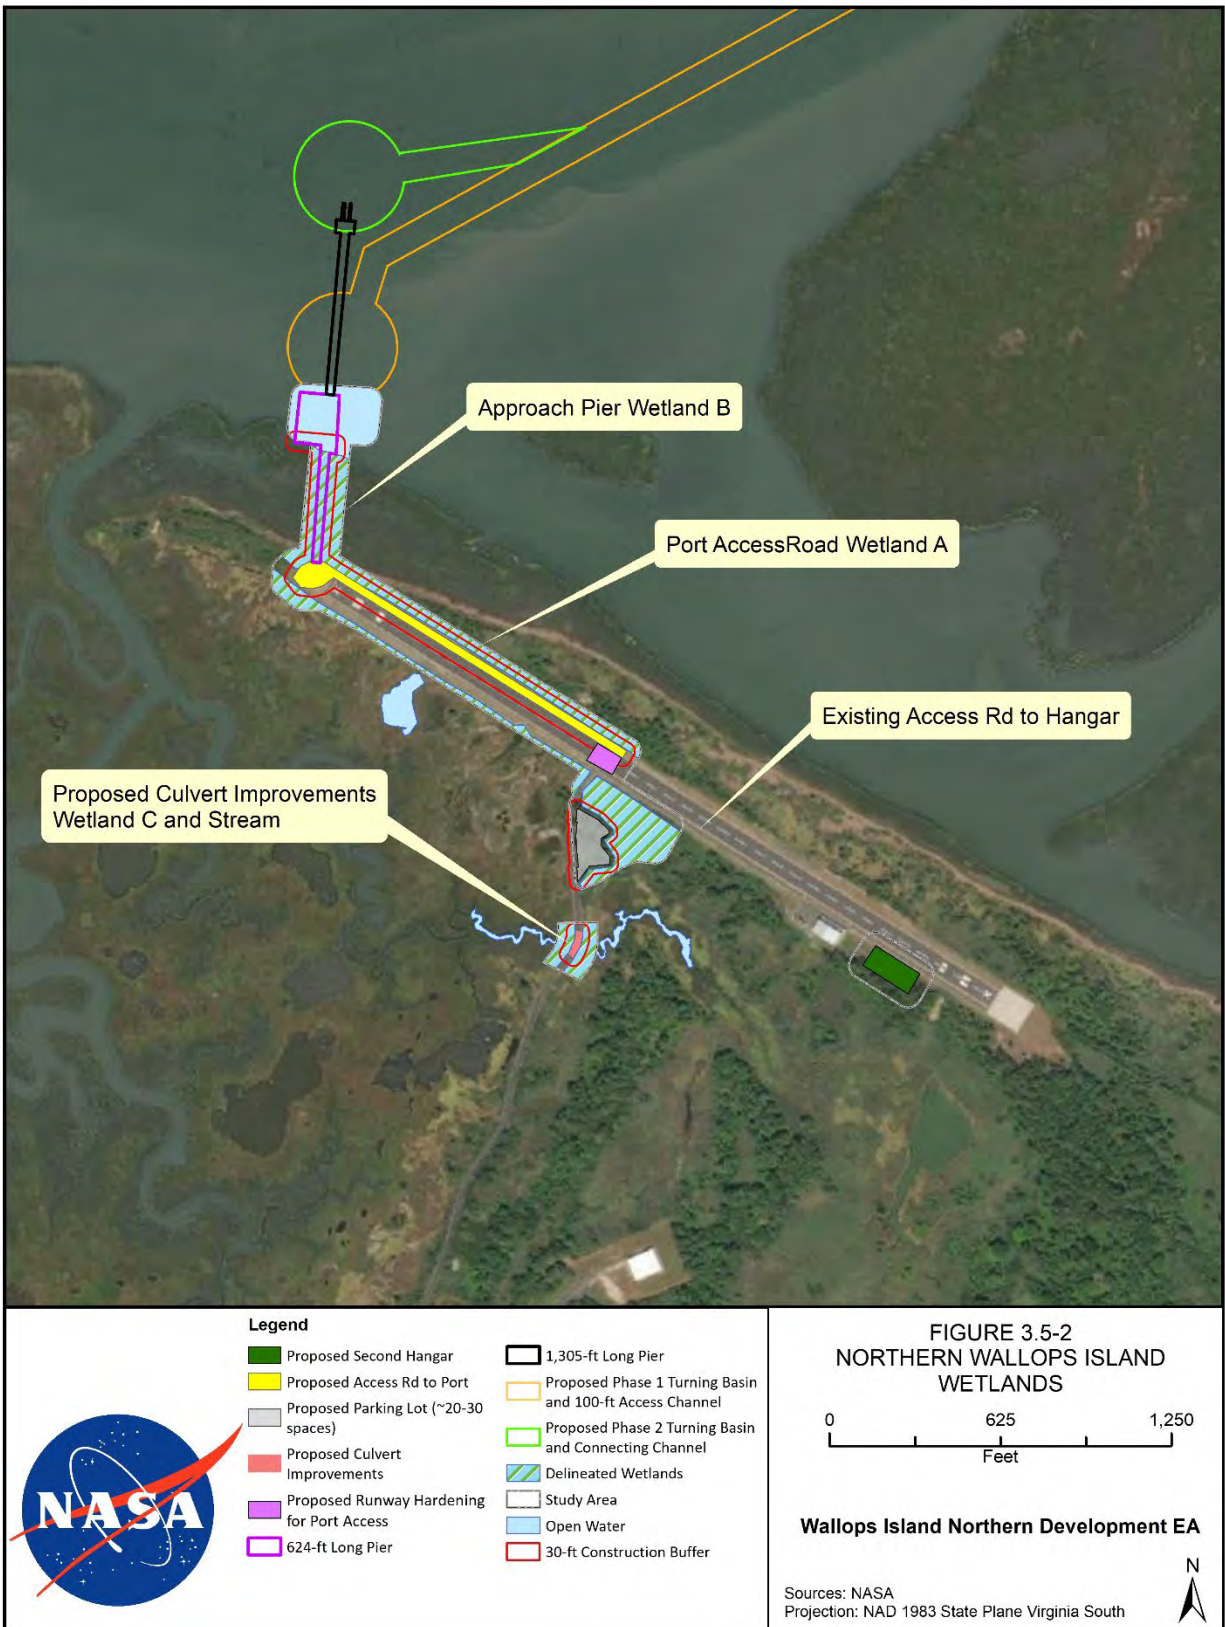 Approach Pier Wetland B
Port AccessRoad Wetland A
Existing Access Rd to Hangar
Proposed Culvert Improvements
Wetland C and Stream
Legend
Proposed Second Hangar
Proposed Access Rd to Port
Proposed Parking Lot (~20-30
spaces)
Proposed Culvert
Improvements
Proposed Runway Hardening
for Port Access
624-ft Long Pier
1,305-ft Long Pier
Proposed Phase 1 Turning Basin
and 100-ft Access Channel
Proposed Phase 2 Turning Basin
and Connecting Channel
Delineated Wetlands
Study Area
Open Water
30-ft Construction Buffer
NASA
FIGURE 3.5-2
NORTHERN WALLOPS ISLAND
WETLANDS
0 625 1,250
Feet
Wallops Island Northern Development EA
N
Sources: NASA
Projection: NAD 1983 State Plane Virginia South